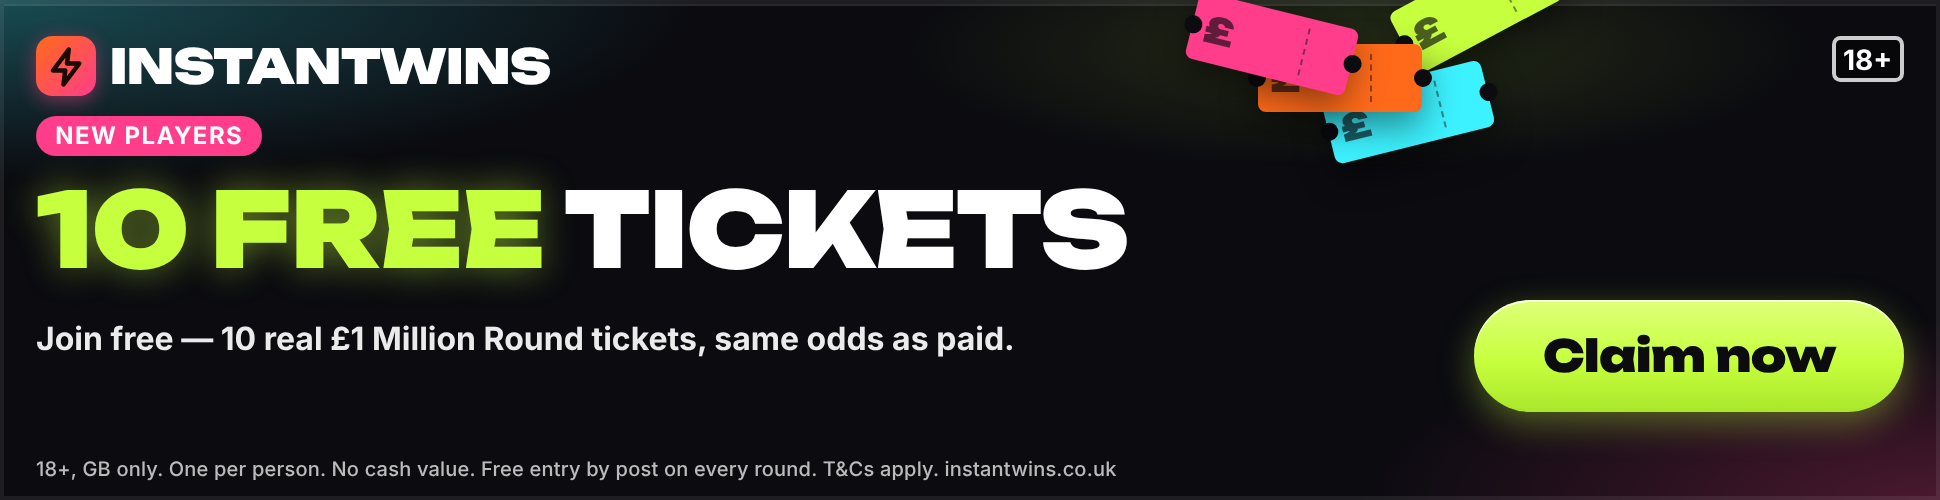 INSTANTWINS
18+
NEW PLAYERS
10 FREE TICKETS
£
£
£
£
Join free — 10 real £1 Million Round tickets, same odds as paid.
Claim now
18+, GB only. One per person. No cash value. Free entry by post on every round. T&Cs apply. instantwins.co.uk